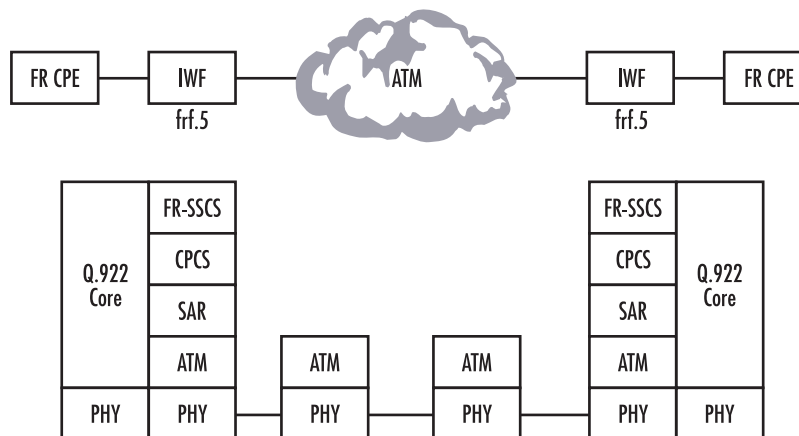 FR CPE IWF ATM IWF FR CPE
frf.5 frf.5
FR-SSCS FR-SSCS
CPCS CPCS
Q.922
Core
Q.922
Core
SAR SAR
ATM ATM ATM ATM
PHY PHY PHY PHY PHY PHY